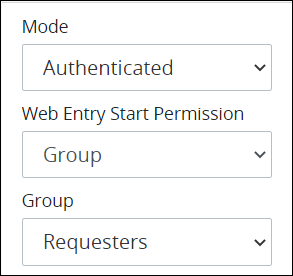 Mode
Authenticated
Web Entry Start Permission
Group
Group
Requesters